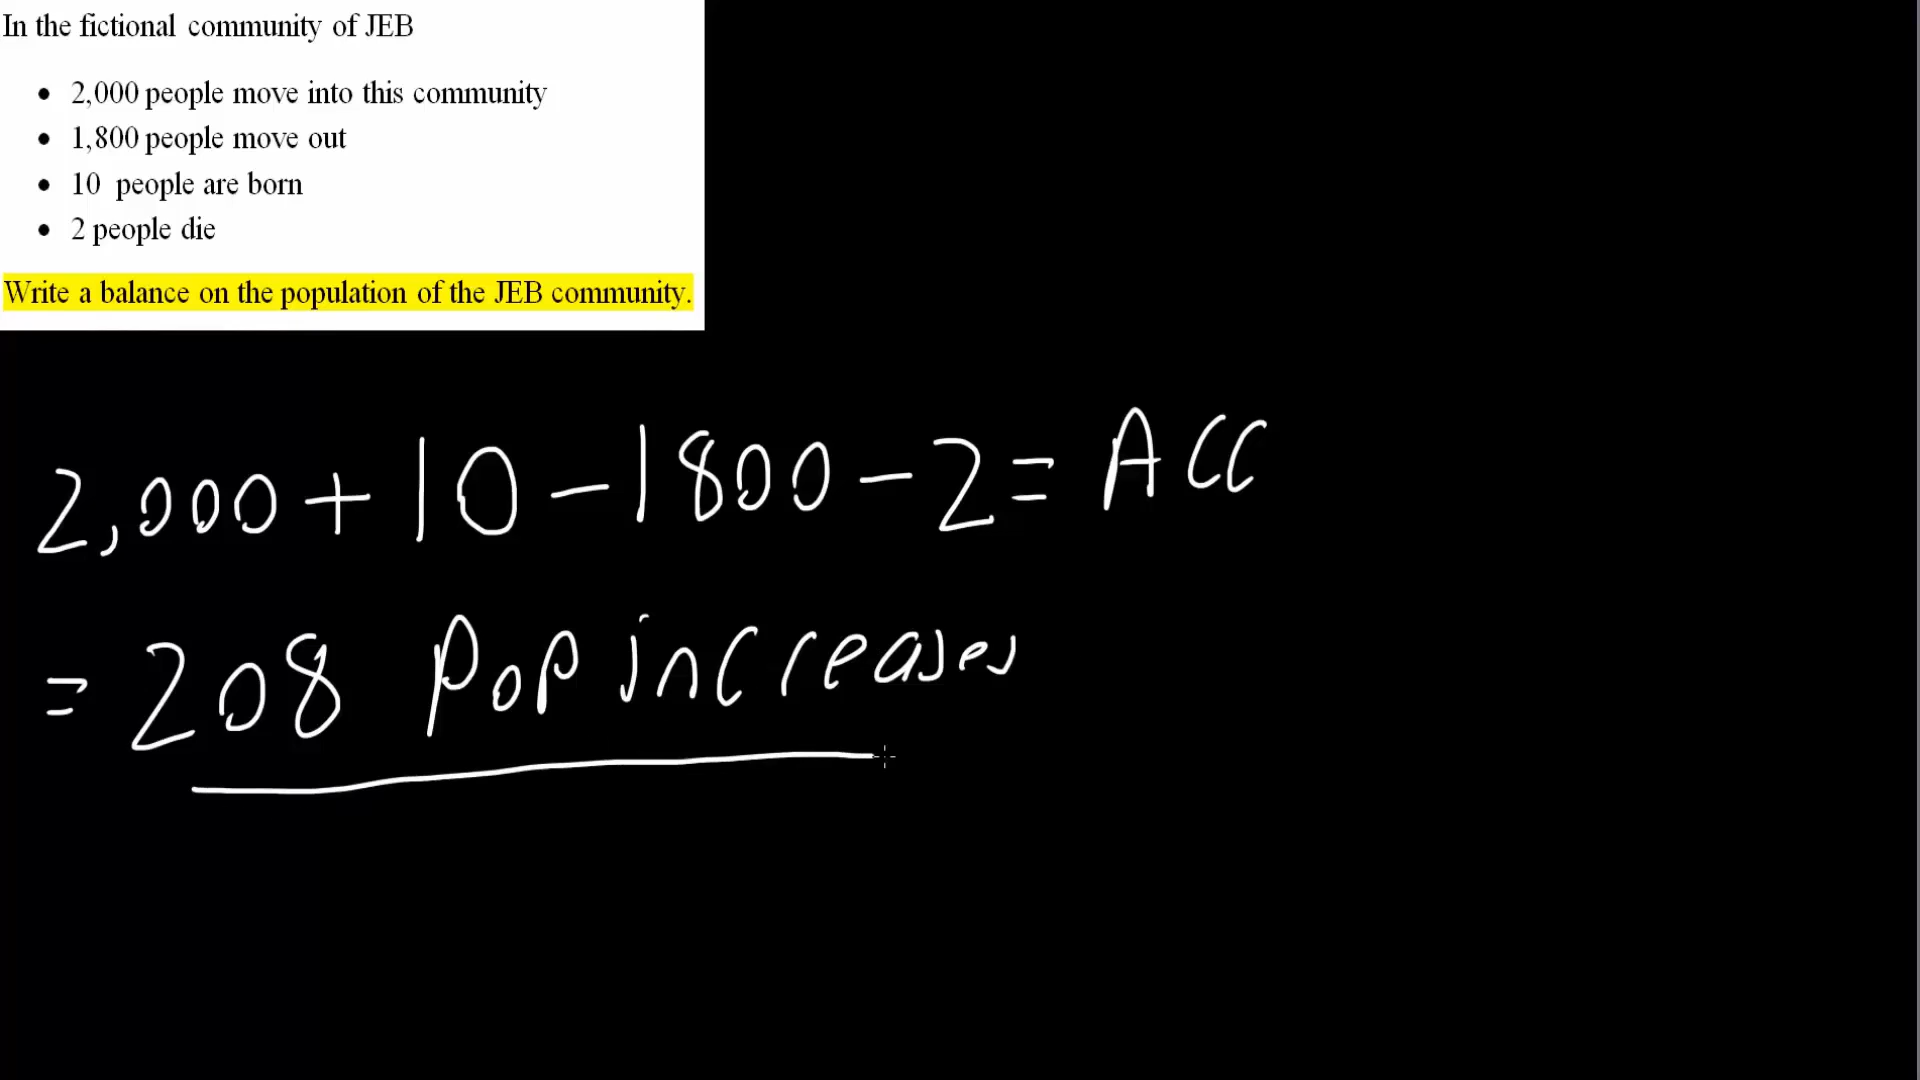 In the fictional community of JEB
• 2,000 people move into this community
• 1,800 people move out
• 10 people are born
• 2 people die
Write a balance on the population of the JEB community.
2,000 + 10 - 1800 - 2 = ACC
= 208 Pop increases